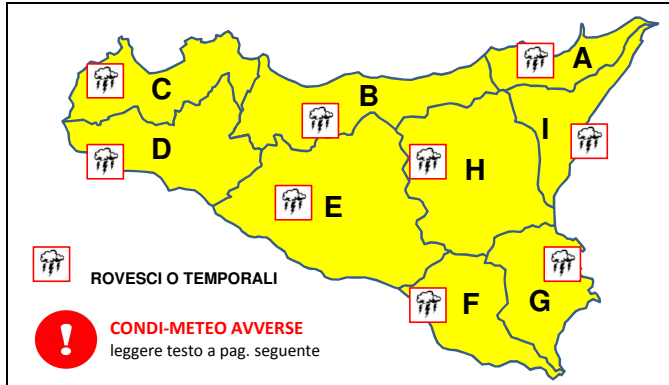 A
C
B
I
D
H
E
F
G
ROVESCI O TEMPORALI
!
CONDI-METEO AVVERSE
leggere testo a pag. seguente